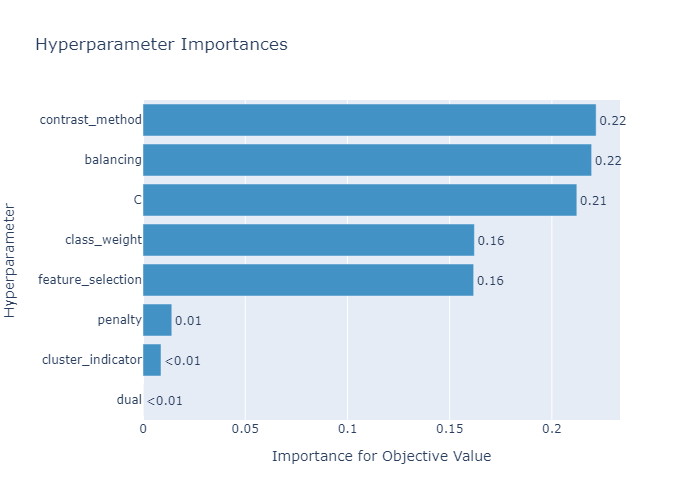 Hyperparameter Importances
Hyperparameter
contrast_method 0.22
balancing 0.22
C 0.21
class_weight 0.16
feature_selection 0.16
penalty 0.01
cluster_indicator <0.01
dual <0.01
0 0.05 0.1 0.15 0.2
Importance for Objective Value